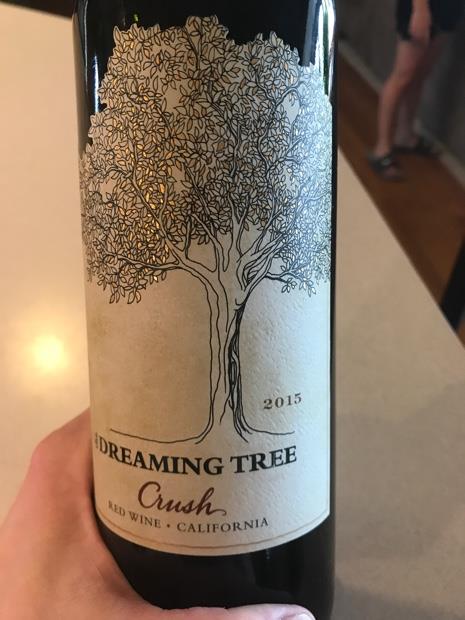 2015
THE DREAMING TREE
Crush
RED WINE • CALIFORNIA